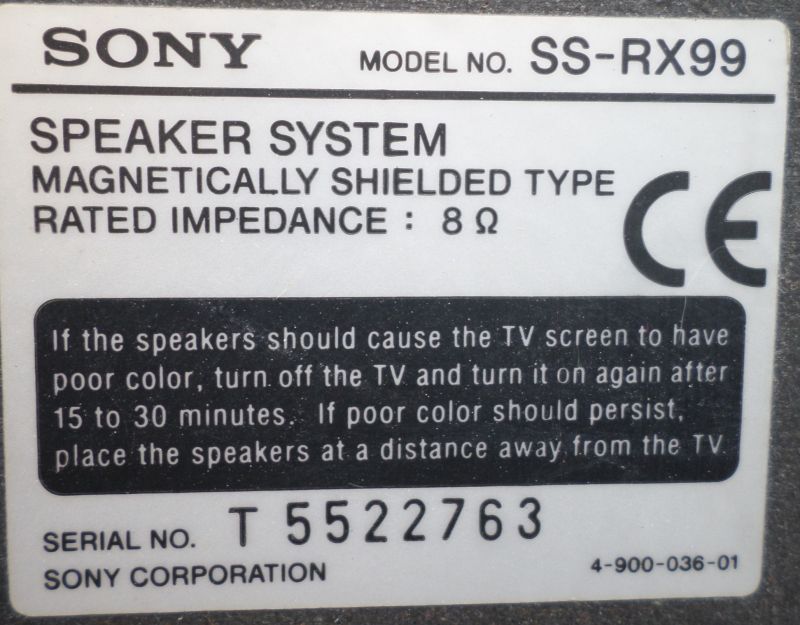 SONY MODEL NO. SS-RX99
SPEAKER SYSTEM
MAGNETICALLY SHIELDED TYPE
RATED IMPEDANCE : 8 Ω
CE
If the speakers should cause the TV screen to have
poor color, turn off the TV and turn it on again after
15 to 30 minutes. If poor color should persist,
place the speakers at a distance away from the TV.
SERIAL NO. T 5522763
SONY CORPORATION 4-900-036-01